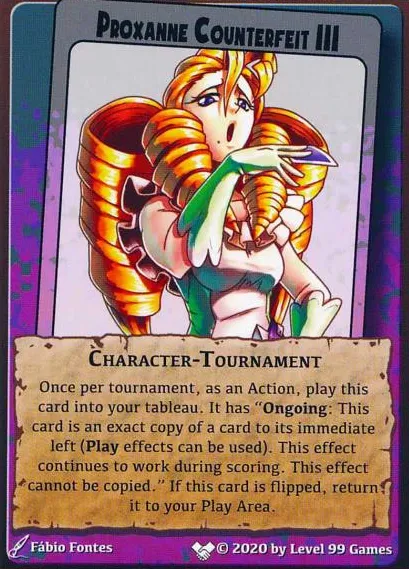 Proxanne Counterfeit III
Character-Tournament
Once per tournament, as an Action, play this
card into your tableau. It has “Ongoing: This
card is an exact copy of a card to its immediate
left (Play effects can be used). This effect
continues to work during scoring. This effect
cannot be copied.” If this card is flipped, return
it to your Play Area.
Fábio Fontes
© 2020 by Level 99 Games